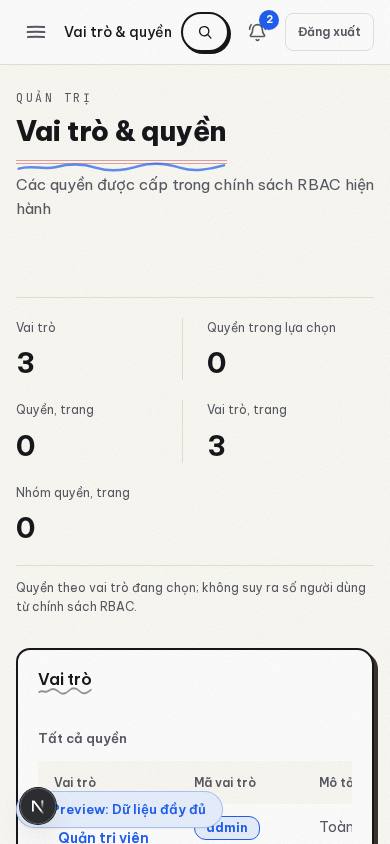 Vai trò & quyền
2
Đăng xuất
QUẢN TRỊ
Vai trò & quyền
Các quyền được cấp trong chính sách RBAC hiện
hành
Vai trò
Quyền trong lựa chọn
3
0
Quyền, trang
Vai trò, trang
0
3
Nhóm quyền, trang
0
Quyền theo vai trò đang chọn; không suy ra số người dùng
từ chính sách RBAC.
Vai trò
Tất cả quyền
Vai trò
Mã vai trò
Mô tả
N
Preview: Dữ liệu đầy đủ
Quản trị viên
admin
Toàn